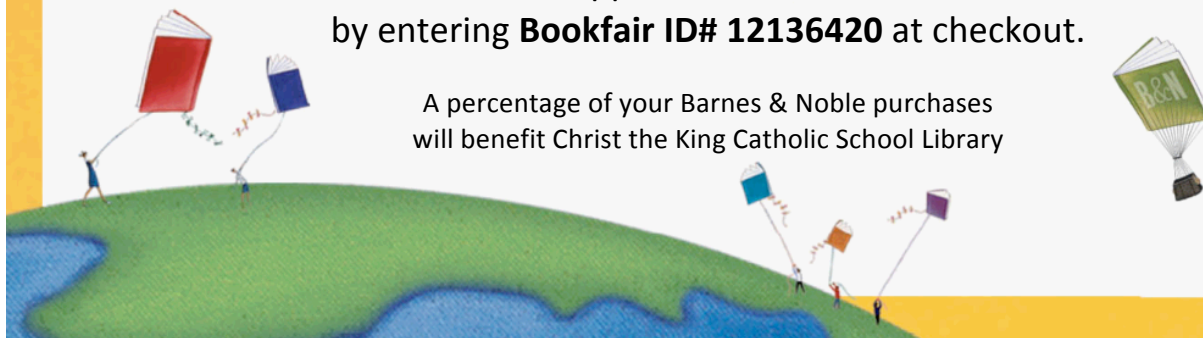 by entering Bookfair ID# 12136420 at checkout.
A percentage of your Barnes & Noble purchases
will benefit Christ the King Catholic School Library
B&N